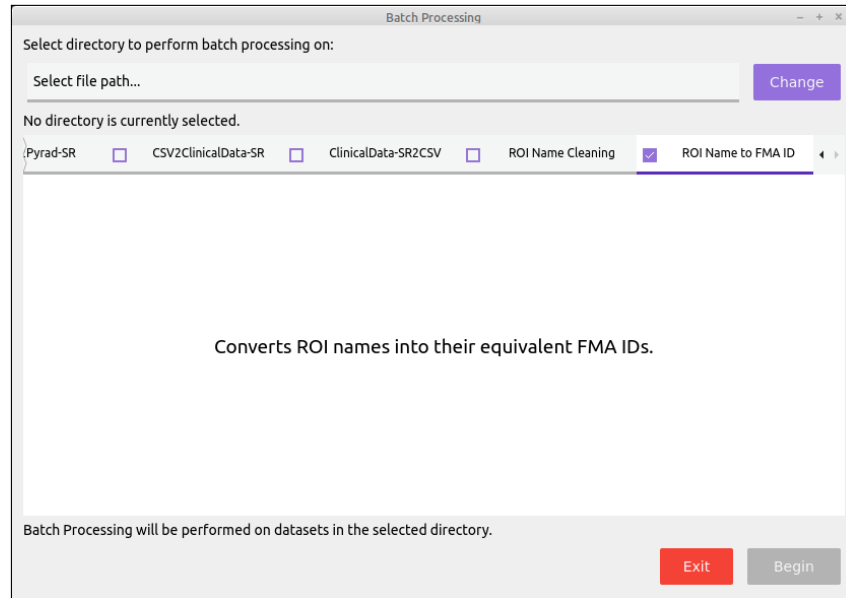 Batch Processing
Select directory to perform batch processing on:
Select file path...
Change
No directory is currently selected.
Pyrad-SR
CSV2ClinicalData-SR
ClinicalData-SR2CSV
ROI Name Cleaning
ROI Name to FMA ID
Converts ROI names into their equivalent FMA IDs.
Batch Processing will be performed on datasets in the selected directory.
Exit
Begin